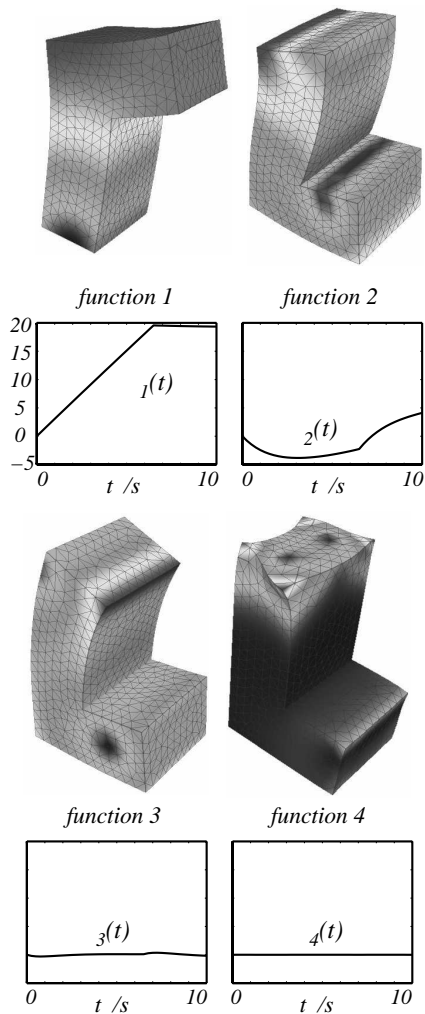 function 1 function 2
20
15
10
5
0
−5
1(t)
2(t)
0 10 0 10
t /s t /s
function 3 function 4
3(t)
4(t)
0 10 0 10
t /s t /s